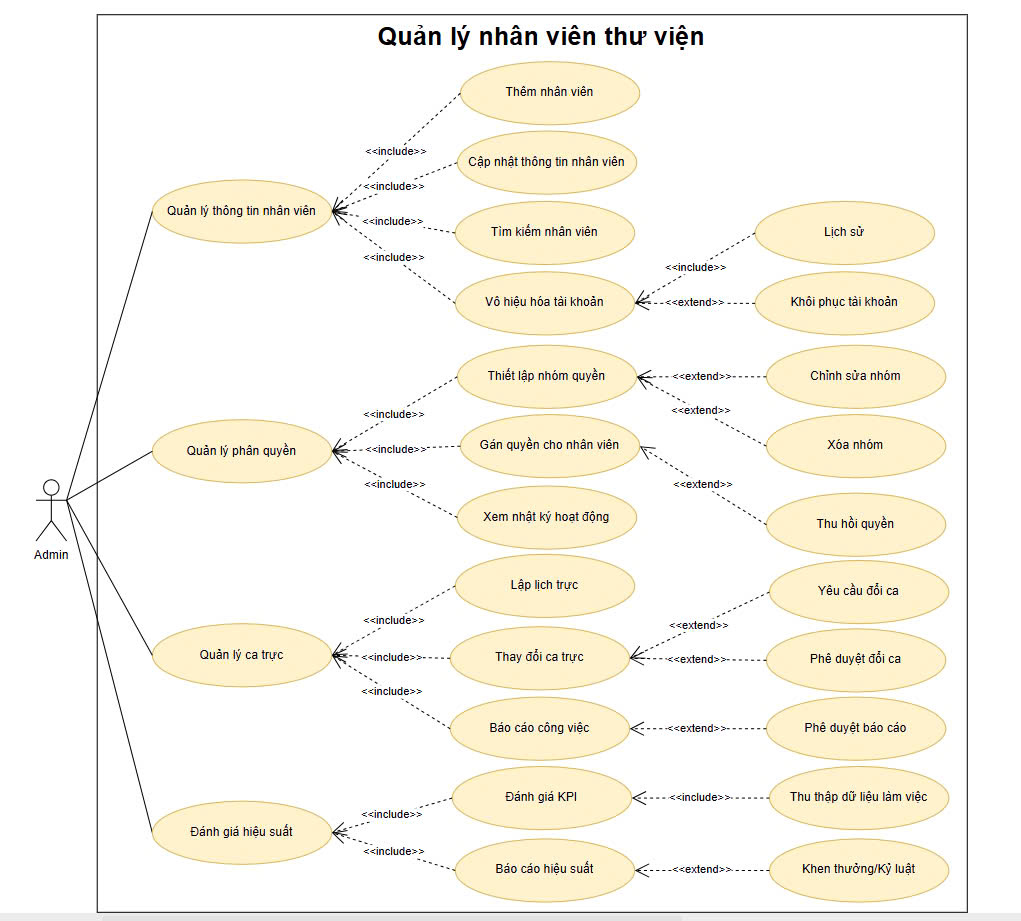 Quản lý nhân viên thư viện
Thêm nhân viên
<<include>>
Cập nhật thông tin nhân viên
<<include>>
Quản lý thông tin nhân viên
<<include>>
Tìm kiếm nhân viên
Lịch sử
<<include>>
<<include>>
Vô hiệu hóa tài khoản
<<extend>>
Khôi phục tài khoản
Thiết lập nhóm quyền
<<extend>>
Chỉnh sửa nhóm
<<include>>
<<extend>>
Quản lý phân quyền
<<include>>
Gán quyền cho nhân viên
Xóa nhóm
<<include>>
<<extend>>
Xem nhật ký hoạt động
Thu hồi quyền
Admin
Lập lịch trực
Yêu cầu đổi ca
<<include>>
<<extend>>
Quản lý ca trực
<<include>>
Thay đổi ca trực
<<extend>>
Phê duyệt đổi ca
<<include>>
Báo cáo công việc
<<extend>>
Phê duyệt báo cáo
Đánh giá KPI
<<include>>
Thu thập dữ liệu làm việc
<<include>>
Đánh giá hiệu suất
<<include>>
Báo cáo hiệu suất
<<extend>>
Khen thưởng/Kỷ luật